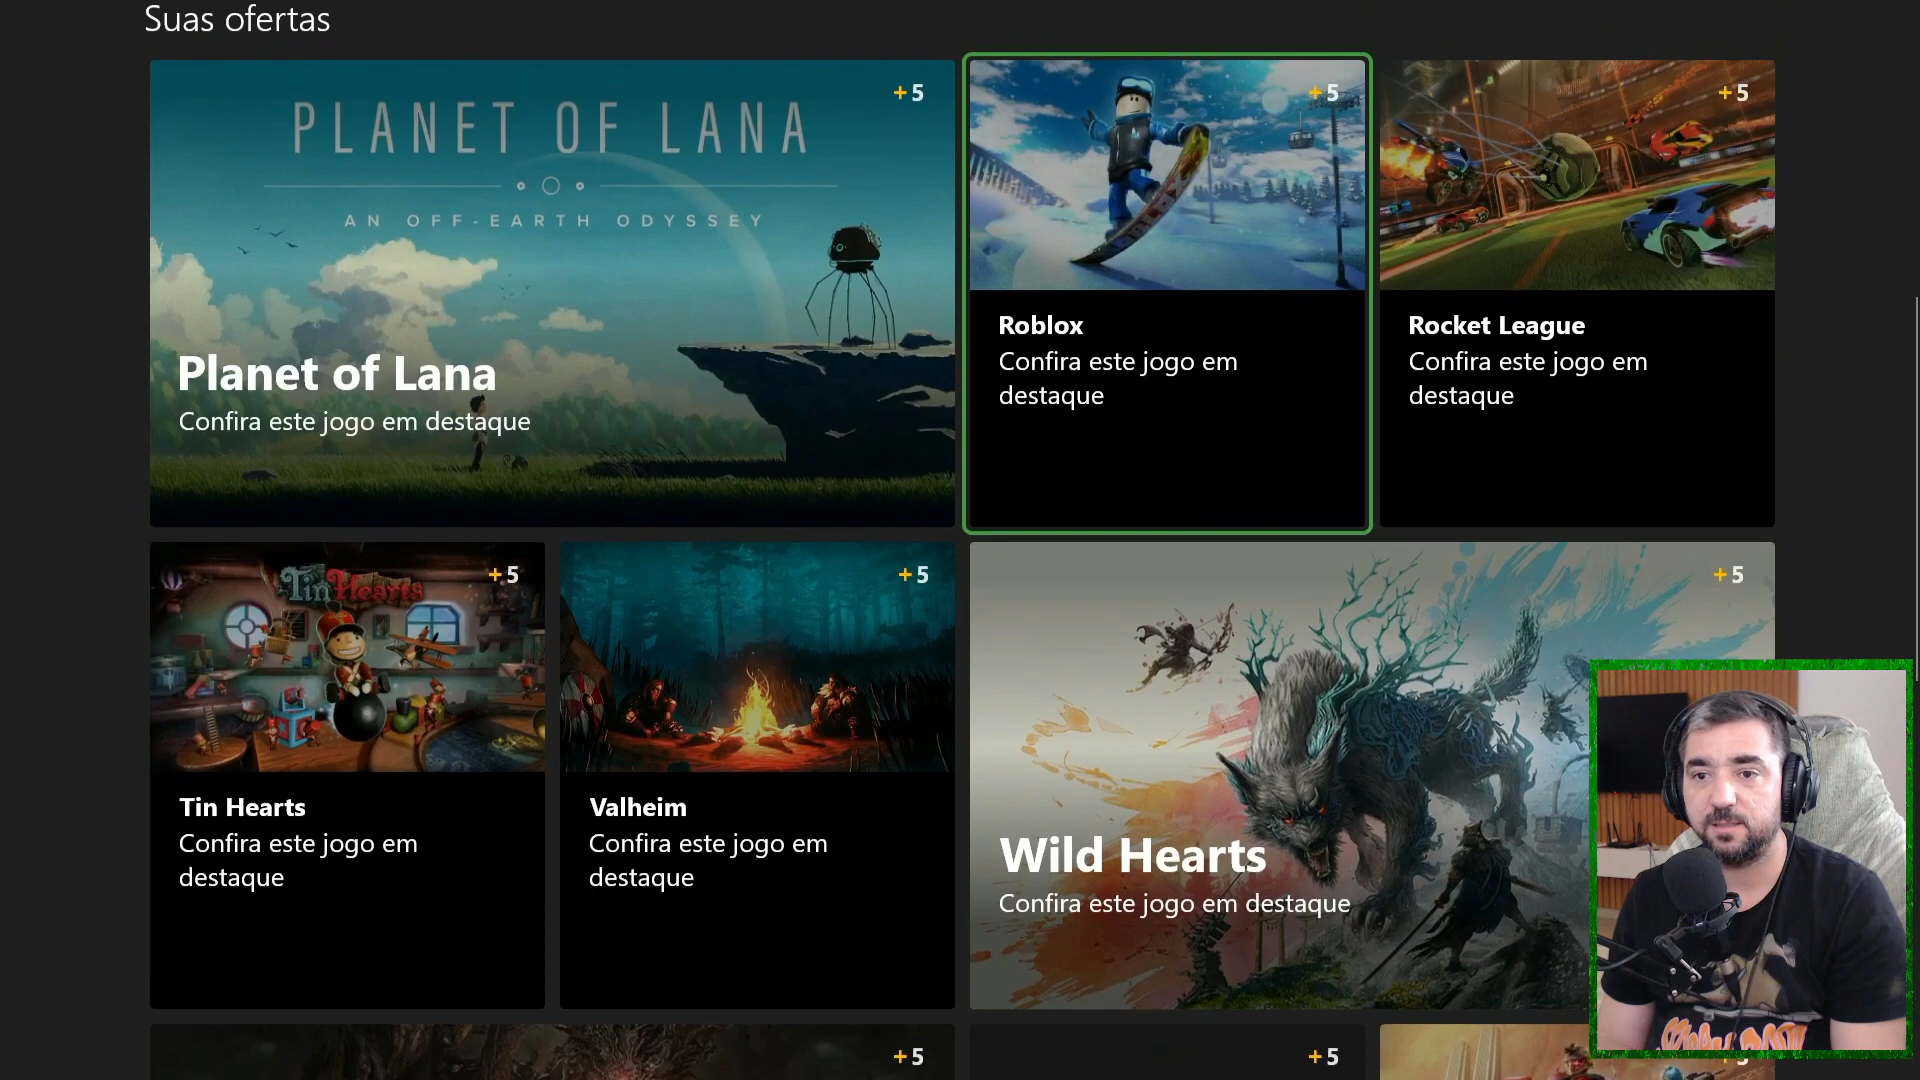 Suas ofertas
PLANET OF LANA
AN OFF-EARTH ODYSSEY
+5
Planet of Lana
Confira este jogo em destaque
+5
Roblox
Confira este jogo em
destaque
+5
Rocket League
Confira este jogo em
destaque
Tin Hearts
+5
Tin Hearts
Confira este jogo em
destaque
+5
Valheim
Confira este jogo em
destaque
+5
Wild Hearts
Confira este jogo em destaque
+5
+5